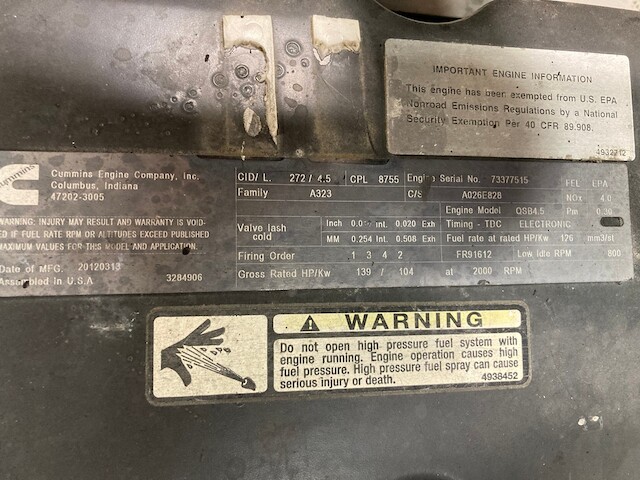 IMPORTANT ENGINE INFORMATION
This engine has been exempted from U.S. EPA
Nonroad Emissions Regulations by a National
Security Exemption Per 40 CFR 89.908.
4932712
Cummins
Cummins Engine Company, Inc.
Columbus, Indiana
47202-3005
WARNING: INJURY MAY RESULT AND WARRANTY IS VOID-
ED IF FUEL RATE RPM OR ALTITUDES EXCEED PUBLISHED
MAXIMUM VALUES FOR THIS MODEL AND APPLICATION.
Date of MFG. 20120313
Assembled in U.S.A 3284906
CID/ L. 272 / 4.5 CPL 8755 Engine Serial No. 73377515 FEL EPA
Family A323 C/S A026E828 NOx 4.0
Engine Model QSB4.5 Pm
Valve lash cold Inch Int. 0.020 Exh Timing - TDC ELECTRONIC
MM 0.254 Int. 0.508 Exh Fuel rate at rated HP/Kw 126 mm3/st
Firing Order 1 3 4 2 FR91612 Low Idle RPM 800
Gross Rated HP/Kw 139 / 104 at 2000 RPM
WARNING
Do not open high pressure fuel system with
engine running. Engine operation causes high
fuel pressure. High pressure fuel spray can cause
serious injury or death. 4938452